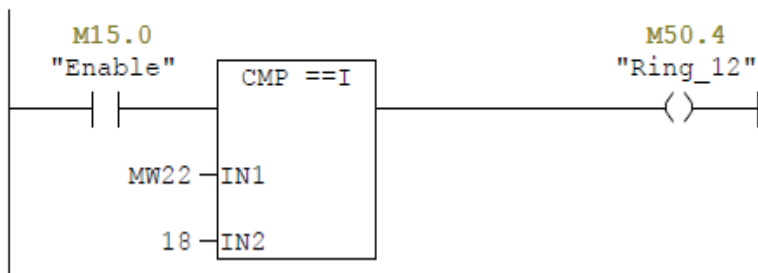 M15.0
"Enable"
CMP ==I
MW22
IN1
18
IN2
M50.4
"Ring_12"